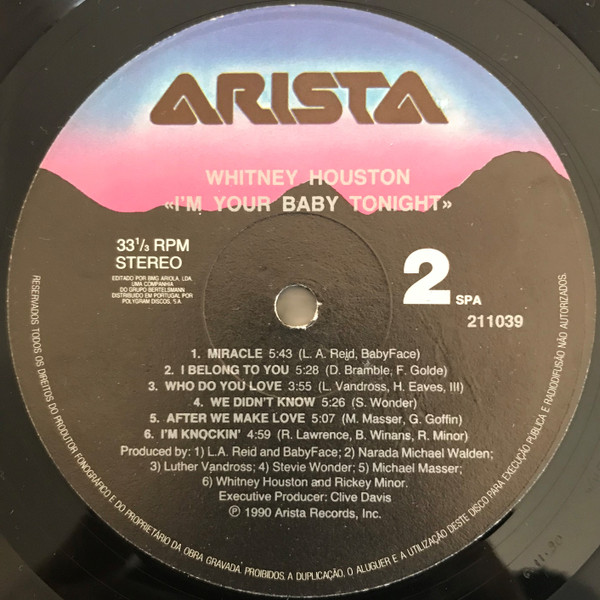 ARISTA
WHITNEY HOUSTON
«I'M YOUR BABY TONIGHT»
33⅓ RPM
STEREO
EDITADO POR BMG ARIOLA, LDA.
UMA COMPANHIA
DO GRUPO BERTELSMANN
DISTRIBUIDO EM PORTUGAL POR
POLYGRAM DISCOS, S.A.
2
SPA
211039
1. MIRACLE 5:43 (L. A. Reid, BabyFace)
2. I BELONG TO YOU 5:28 (D. Bramble, F. Golde)
3. WHO DO YOU LOVE 3:55 (L. Vandross, H. Eaves, III)
4. WE DIDN'T KNOW 5:26 (S. Wonder)
5. AFTER WE MAKE LOVE 5:07 (M. Masser, G. Goffin)
6. I'M KNOCKIN' 4:59 (R. Lawrence, B. Winans, R. Minor)
Produced by: 1) L.A. Reid and BabyFace; 2) Narada Michael Walden;
3) Luther Vandross; 4) Stevie Wonder; 5) Michael Masser;
6) Whitney Houston and Rickey Minor.
Executive Producer: Clive Davis
℗ 1990 Arista Records, Inc.
RESERVADOS TODOS OS DIREITOS DO PRODUTOR FONOGRÁFICO E DO PROPRIETÁRIO DA OBRA GRAVADA. PROIBIDOS A DUPLICAÇÃO, O ALUGUER E A UTILIZAÇÃO DESTE DISCO PARA EXECUÇÃO PÚBLICA E RADIODIFUSÃO NÃO AUTORIZADOS.